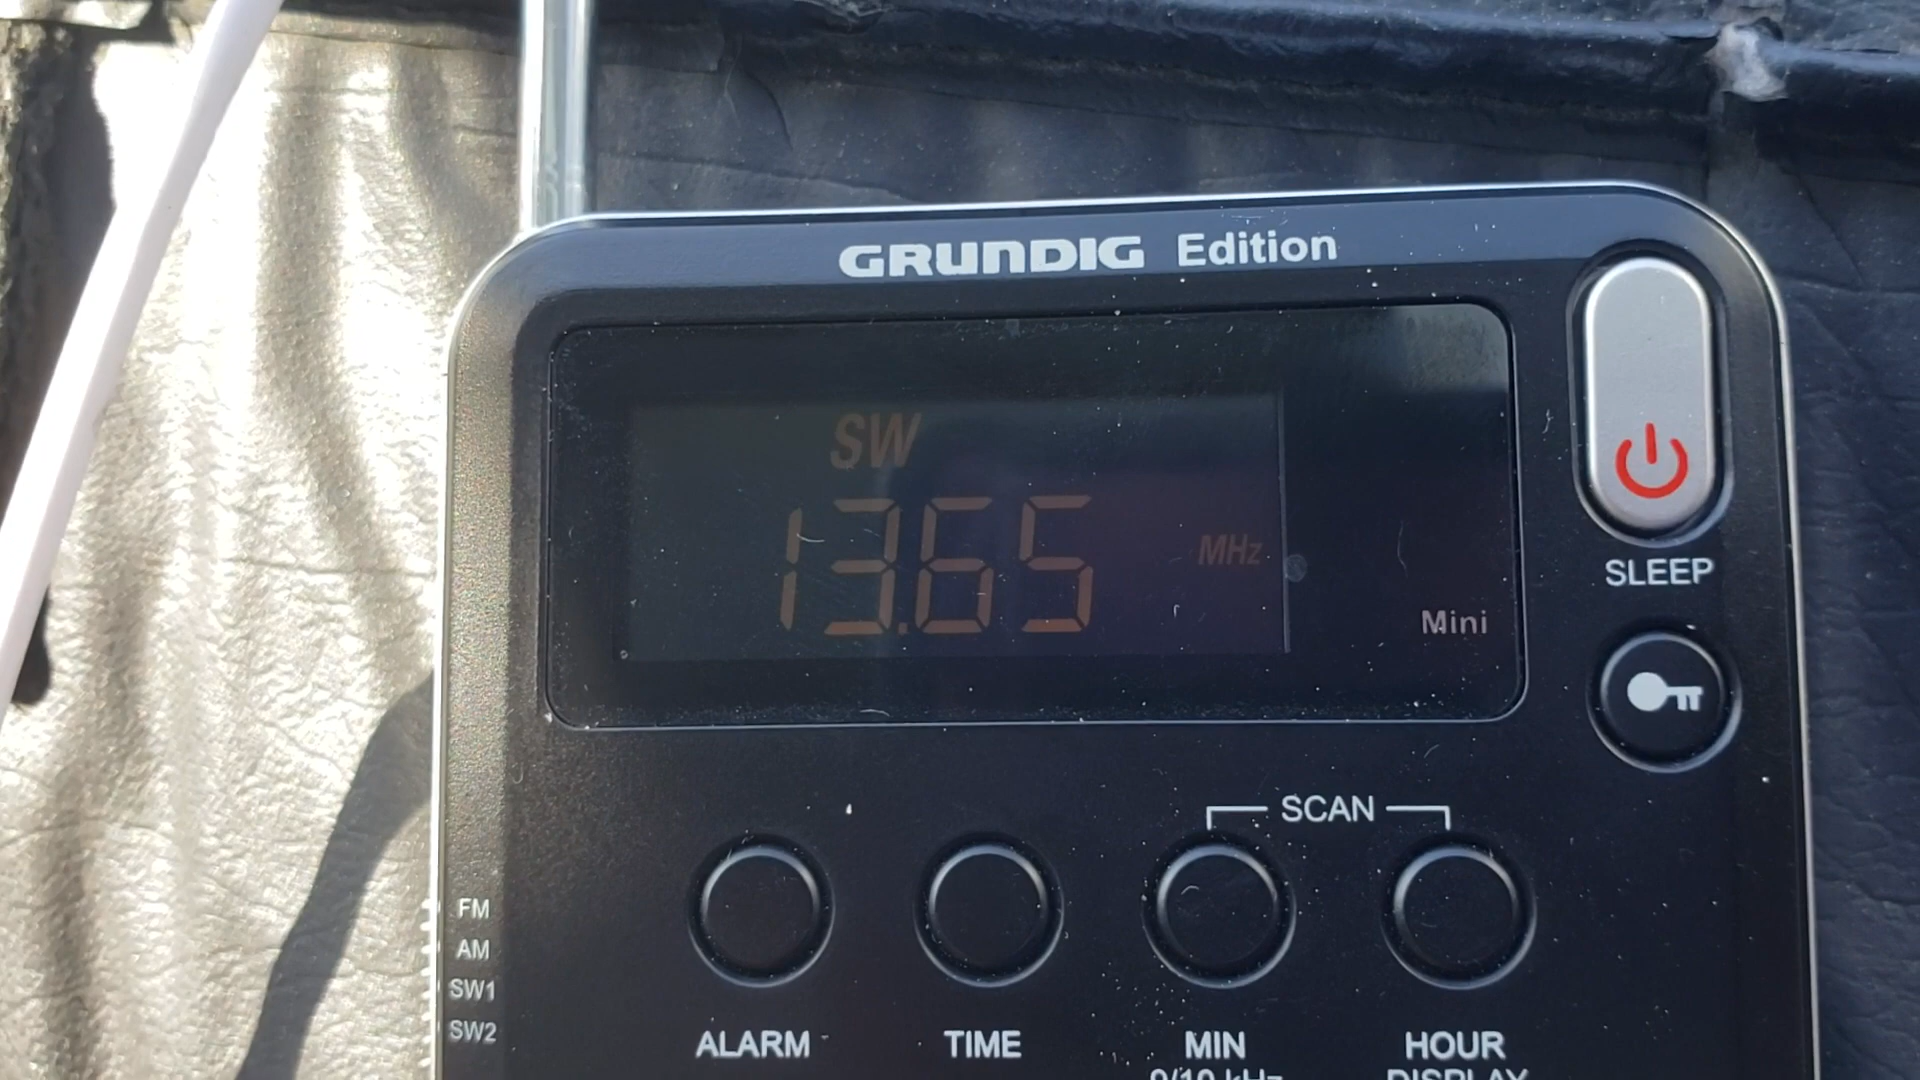 GRUNDIG Edition
SW
13.65 MHz
Mini
SLEEP
SCAN
FM
AM
SW1
SW2
ALARM TIME MIN HOUR
9/10 kHz DISPLAY